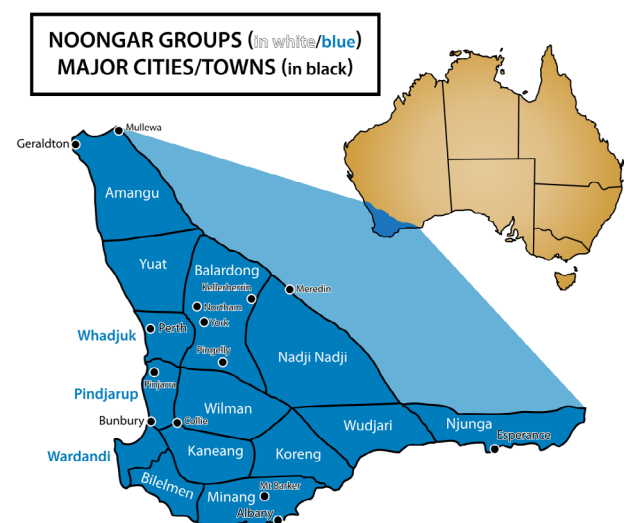 NOONGAR GROUPS (in white/blue)
MAJOR CITIES/TOWNS (in black)
Mullewa
Geraldton
Amangu
Yuat
Balardong
Kellerberrin
Meredin
Northam
York
Perth
Whadjuk
Pingelly
Nadji Nadji
Pinjarra
Pindjarup
Wilman
Bunbury
Collie
Wudjari
Njunga
Esperance
Wardandi
Kaneang
Koreng
Bilelmen
Minang
Mt Barker
Albany